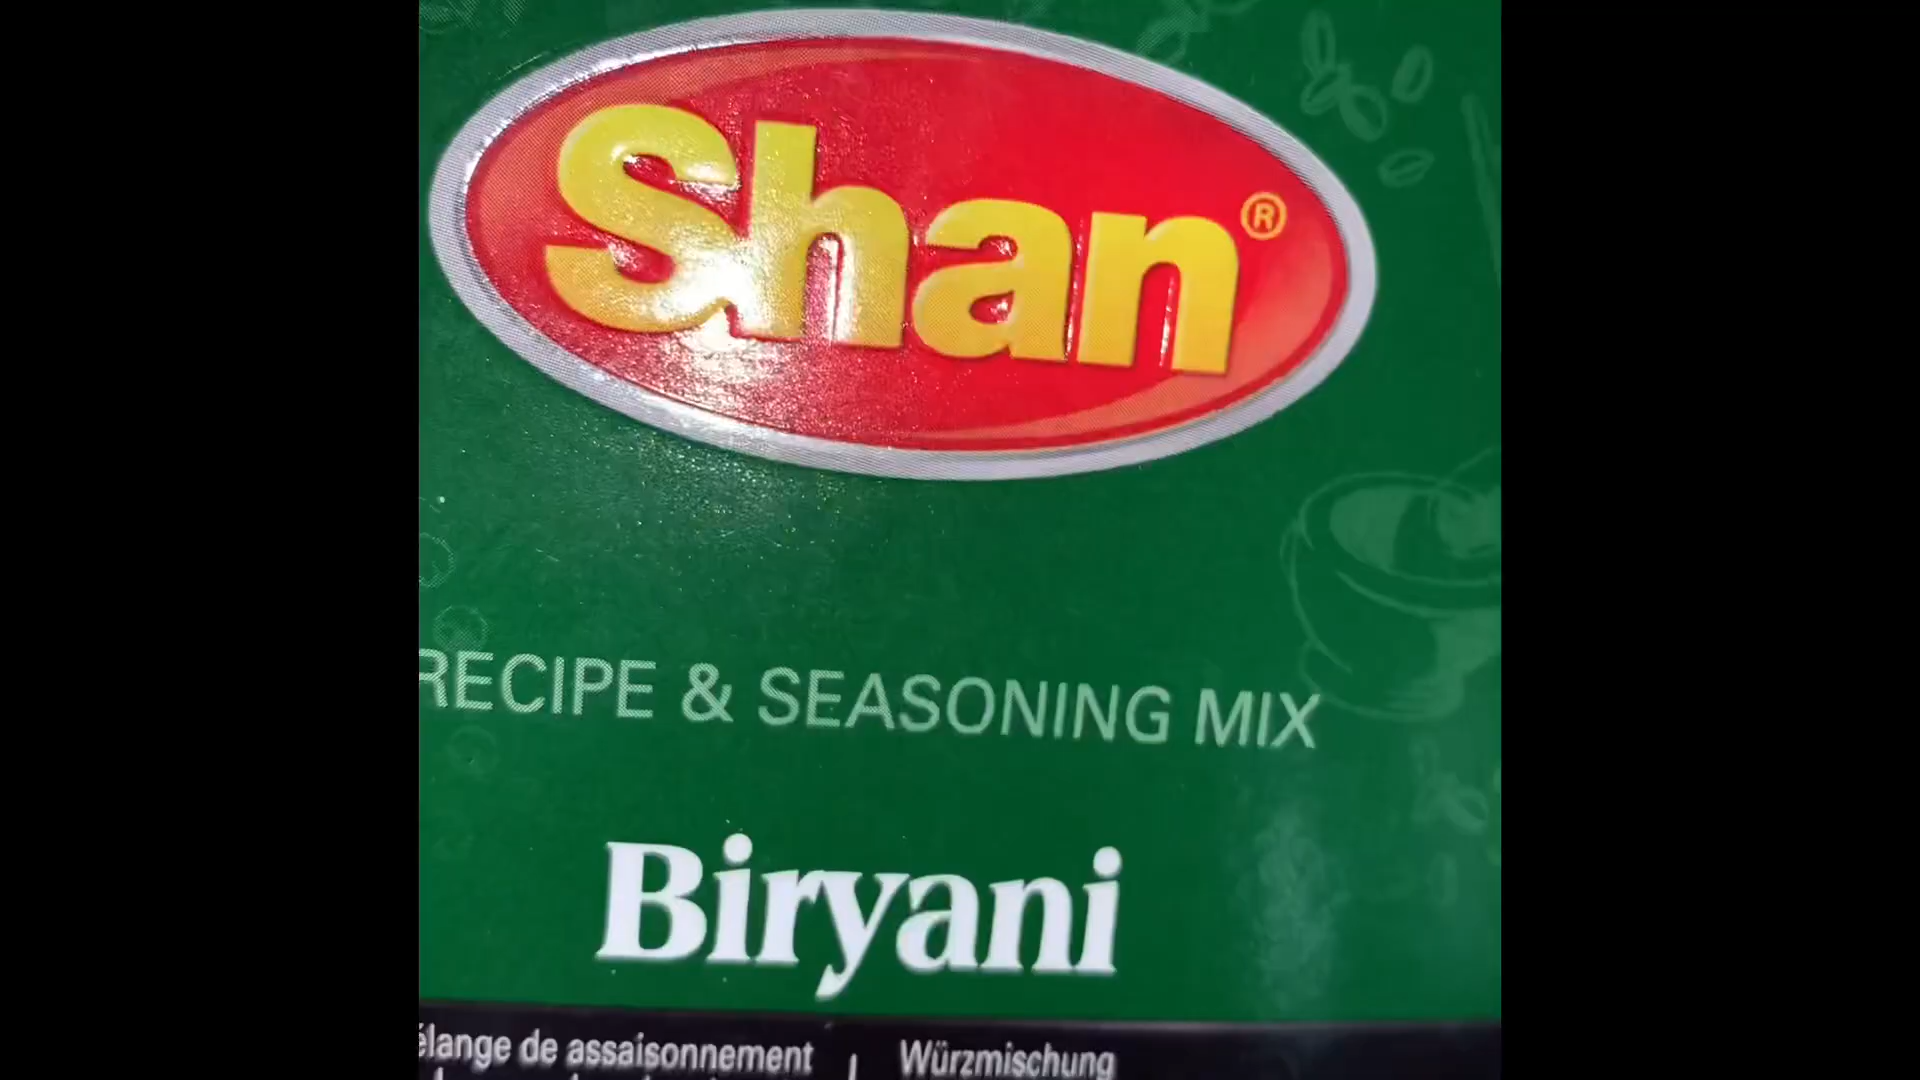 Shan®
RECIPE & SEASONING MIX
Biryani
élange de assaisonnement
Würzmischung